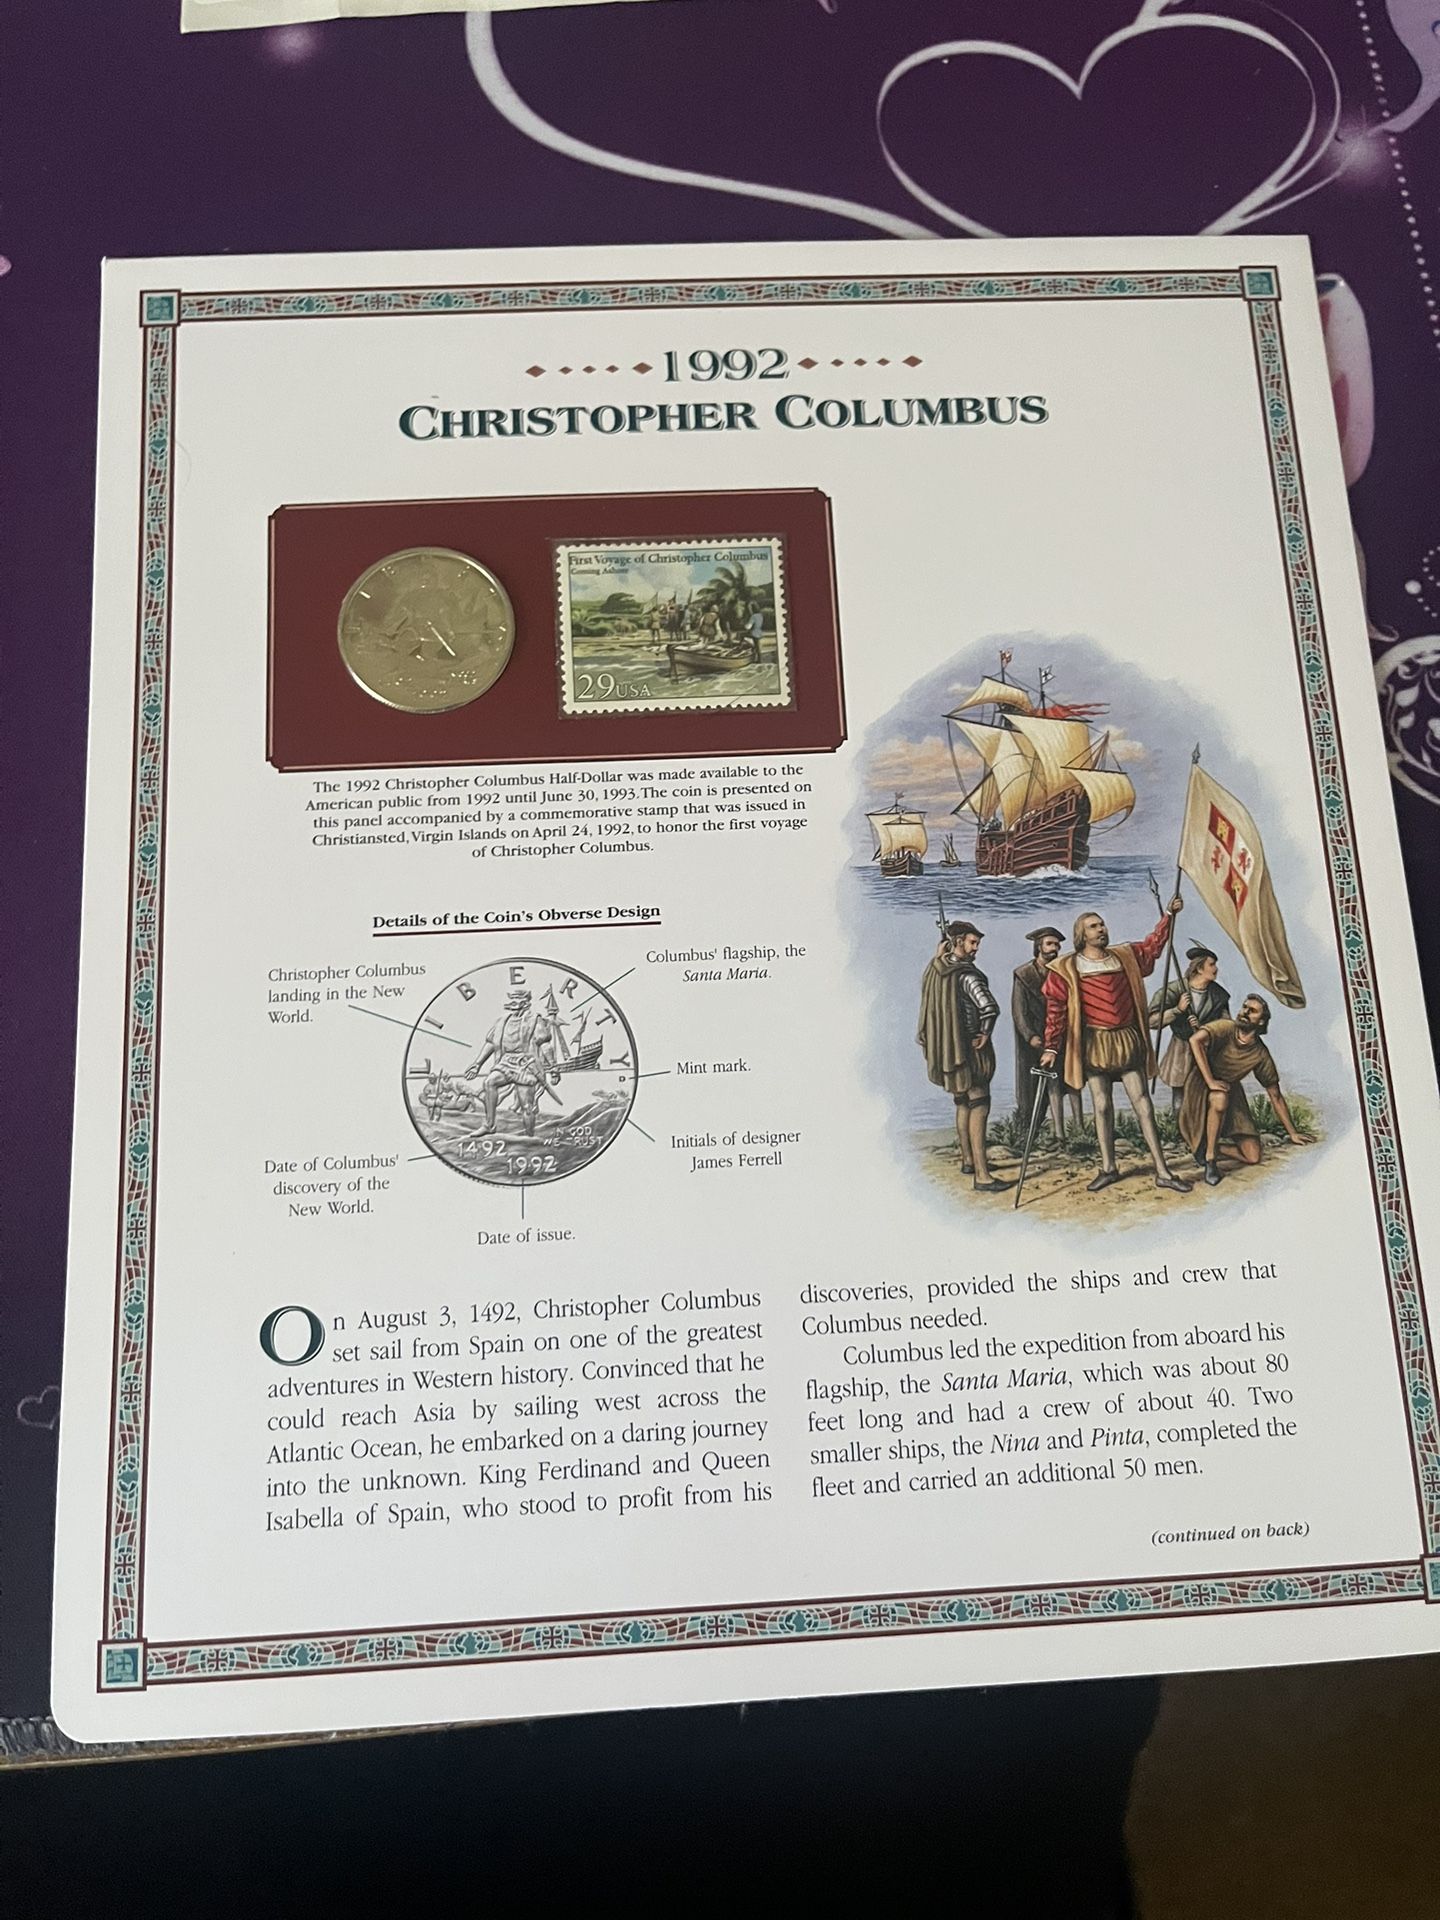 1992
CHRISTOPHER COLUMBUS
First Voyage of Christopher Columbus
Coming Ashore
29USA
The 1992 Christopher Columbus Half-Dollar was made available to the
American public from 1992 until June 30, 1993. The coin is presented on
this panel accompanied by a commemorative stamp that was issued in
Christiansted, Virgin Islands on April 24, 1992, to honor the first voyage
of Christopher Columbus.
Details of the Coin's Obverse Design
Christopher Columbus
landing in the New
World.
Columbus' flagship, the
Santa Maria.
LIBERTY
D
Mint mark.
IN GOD
WE TRUST
1492
1992
Initials of designer
James Ferrell
Date of Columbus'
discovery of the
New World.
Date of issue.
On August 3, 1492, Christopher Columbus
set sail from Spain on one of the greatest
adventures in Western history. Convinced that he
could reach Asia by sailing west across the
Atlantic Ocean, he embarked on a daring journey
into the unknown. King Ferdinand and Queen
Isabella of Spain, who stood to profit from his
discoveries, provided the ships and crew that
Columbus needed.
Columbus led the expedition from aboard his
flagship, the Santa Maria, which was about 80
feet long and had a crew of about 40. Two
smaller ships, the Nina and Pinta, completed the
fleet and carried an additional 50 men.
(continued on back)